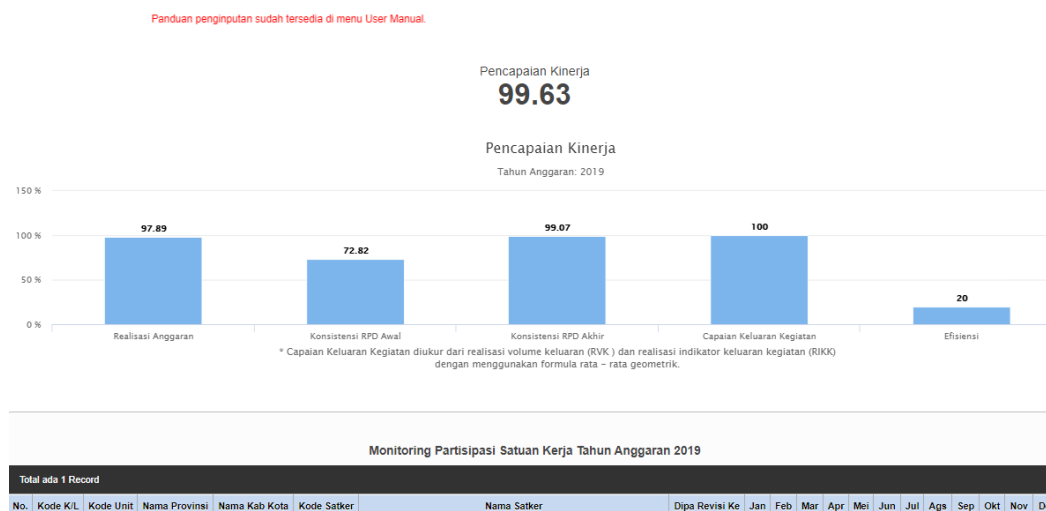 Panduan penginputan sudah tersedia di menu User Manual.
Pencapaian Kinerja
99.63
Pencapaian Kinerja
Tahun Anggaran: 2019
150 %
100 %
50 %
0 %
97.89
72.82
99.07
100
20
Realisasi Anggaran
Konsistensi RPD Awal
Konsistensi RPD Akhir
Capaian Keluaran Kegiatan
Efisiensi
* Capaian Keluaran Kegiatan diukur dari realisasi volume keluaran (RVK ) dan realisasi indikator keluaran kegiatan (RIKK)
dengan menggunakan formula rata - rata geometrik.
Monitoring Partisipasi Satuan Kerja Tahun Anggaran 2019
Total ada 1 Record
No. Kode K/L Kode Unit Nama Provinsi Nama Kab Kota Kode Satker Nama Satker Dipa Revisi Ke Jan Feb Mar Apr Mei Jun Jul Ags Sep Okt Nov